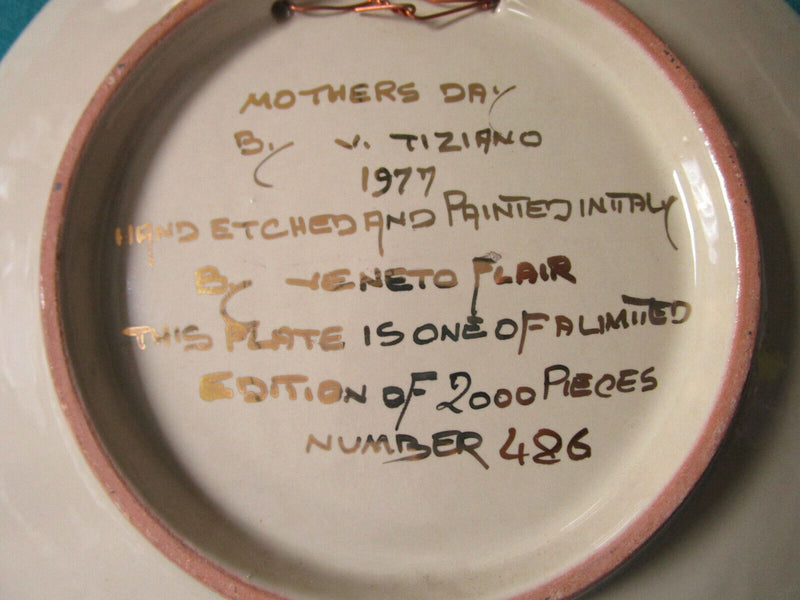 MOTHERS DAY
By V. TIZIANO
1977
HAND ETCHED AND PAINTED IN ITALY
By VENETO FLAIR
THIS PLATE IS ONE OF A LIMITED
EDITION OF 2000 PIECES
NUMBER 486